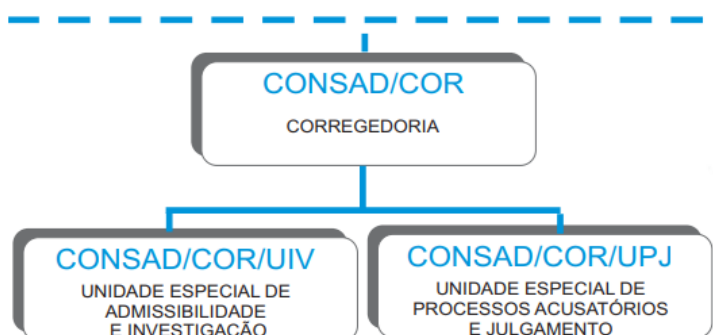 CONSAD/COR
CORREGEDORIA
CONSAD/COR/UIV
UNIDADE ESPECIAL DE
ADMISSIBILIDADE
E INVESTIGAÇÃO
CONSAD/COR/UPJ
UNIDADE ESPECIAL DE
PROCESSOS ACUSATÓRIOS
E JULGAMENTO